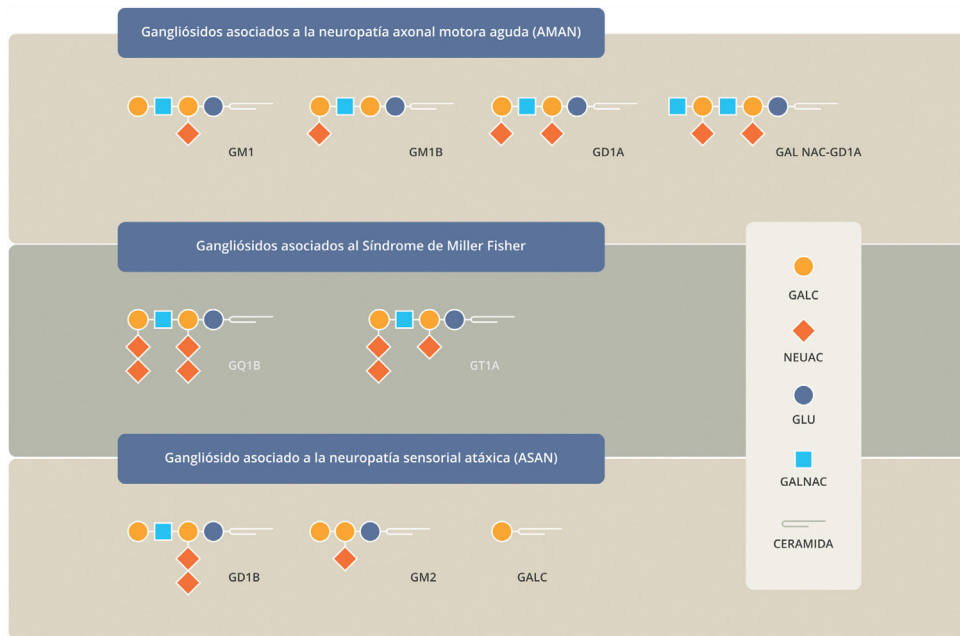 Gangliósidos asociados a la neuropatía axonal motora aguda (AMAN)
GM1
GM1B
GD1A
GAL NAC-GD1A
Gangliósidos asociados al Síndrome de Miller Fisher
GQ1B
GT1A
Gangliósido asociado a la neuropatía sensorial atáxica (ASAN)
GD1B
GM2
GALC
GALC
NEUAC
GLU
GALNAC
CERAMIDA